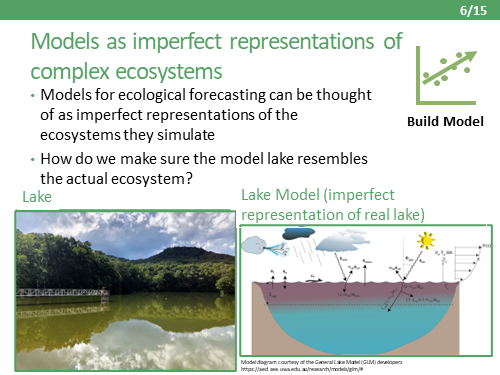 6/15
Models as imperfect representations of
complex ecosystems
• Models for ecological forecasting can be thought
of as imperfect representations of the
ecosystems they simulate
• How do we make sure the model lake resembles
the actual ecosystem?
Build Model
Lake
Lake Model (imperfect
representation of real lake)
Model diagram courtesy of the General Lake Model (GLM) developers
https://aed.see.uwa.edu.au/research/models/glm/#